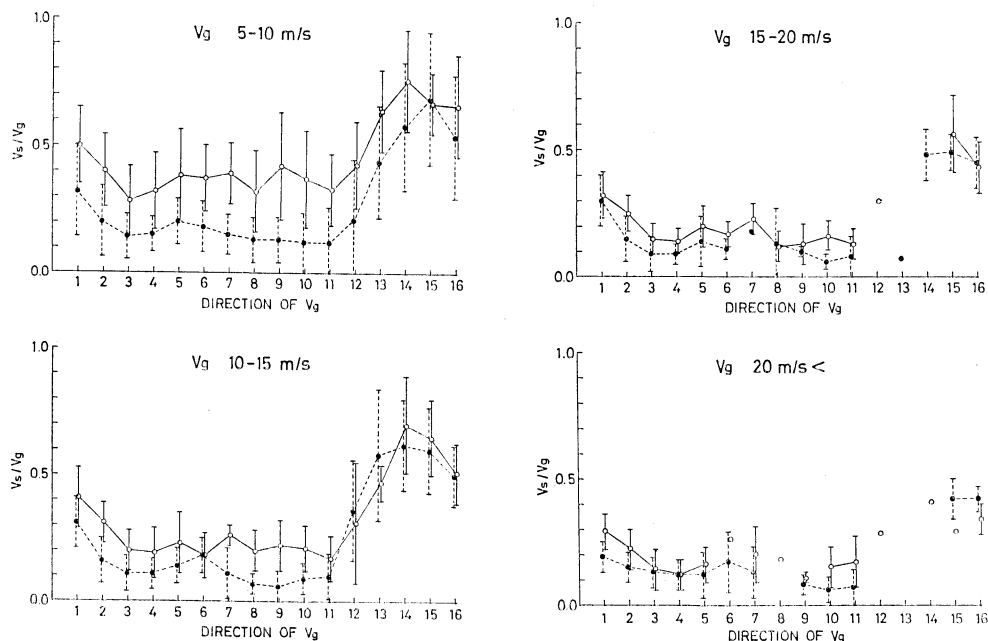 Vg 5-10 m/s
1.0
0.5
0.0
Vs/Vg
1 2 3 4 5 6 7 8 9 10 11 12 13 14 15 16
DIRECTION OF Vg
Vg 15-20 m/s
1.0
0.5
0.0
Vs/Vg
1 2 3 4 5 6 7 8 9 10 11 12 13 14 15 16
DIRECTION OF Vg
Vg 10-15 m/s
1.0
0.5
0.0
Vs/Vg
1 2 3 4 5 6 7 8 9 10 11 12 13 14 15 16
DIRECTION OF Vg
Vg 20 m/s <
1.0
0.5
0.0
Vs/Vg
1 2 3 4 5 6 7 8 9 10 11 12 13 14 15 16
DIRECTION OF Vg